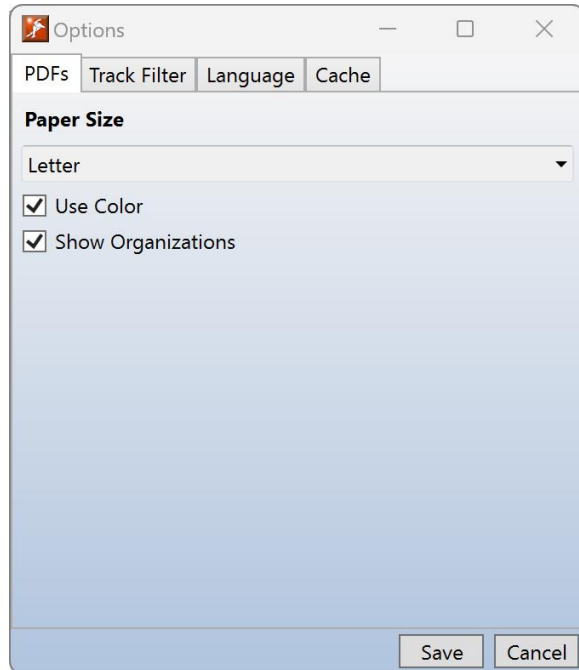 Options
PDFs Track Filter Language Cache
Paper Size
Letter
Use Color
Show Organizations
Save Cancel